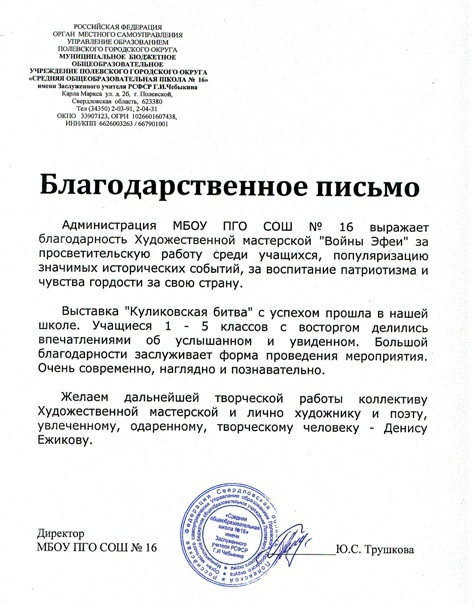 РОССИЙСКАЯ ФЕДЕРАЦИЯ
ОРГАН МЕСТНОГО САМОУПРАВЛЕНИЯ
УПРАВЛЕНИЕ ОБРАЗОВАНИЕМ
ПОЛЕВСКОГО ГОРОДСКОГО ОКРУГА
МУНИЦИПАЛЬНОЕ БЮДЖЕТНОЕ
ОБЩЕОБРАЗОВАТЕЛЬНОЕ
УЧРЕЖДЕНИЕ ПОЛЕВСКОГО ГОРОДСКОГО ОКРУГА
«СРЕДНЯЯ ОБЩЕОБРАЗОВАТЕЛЬНАЯ ШКОЛА № 16»
имени Заслуженного учителя РСФСР Г.И.Чебыкина
Карла Маркса ул. д. 2б, г. Полевской,
Свердловская область, 623380
Тел (34350) 2-03-91, 2-04-31
ОКПО 33907123, ОГРН 1026601607438,
ИНН/КПП 6626003263 / 667901001
Благодарственное письмо
Администрация МБОУ ПГО СОШ № 16 выражает
благодарность Художественной мастерской "Войны Эфеи" за
просветительскую работу среди учащихся, популяризацию
значимых исторических событий, за воспитание патриотизма и
чувства гордости за свою страну.
Выставка "Куликовская битва" с успехом прошла в нашей
школе. Учащиеся 1 - 5 классов с восторгом делились
впечатлениями об услышанном и увиденном. Большой
благодарности заслуживает форма проведения мероприятия.
Очень современно, наглядно и познавательно.
Желаем дальнейшей творческой работы коллективу
Художественной мастерской и лично художнику и поэту,
увлеченному, одаренному, творческому человеку - Денису
Ежикову.
«Средняя
общеобразовательная
школа №16»
имени
Заслуженного
учителя РСФСР
Г.И.Чебыкина
Директор
МБОУ ПГО СОШ № 16
Ю.С. Трушкова